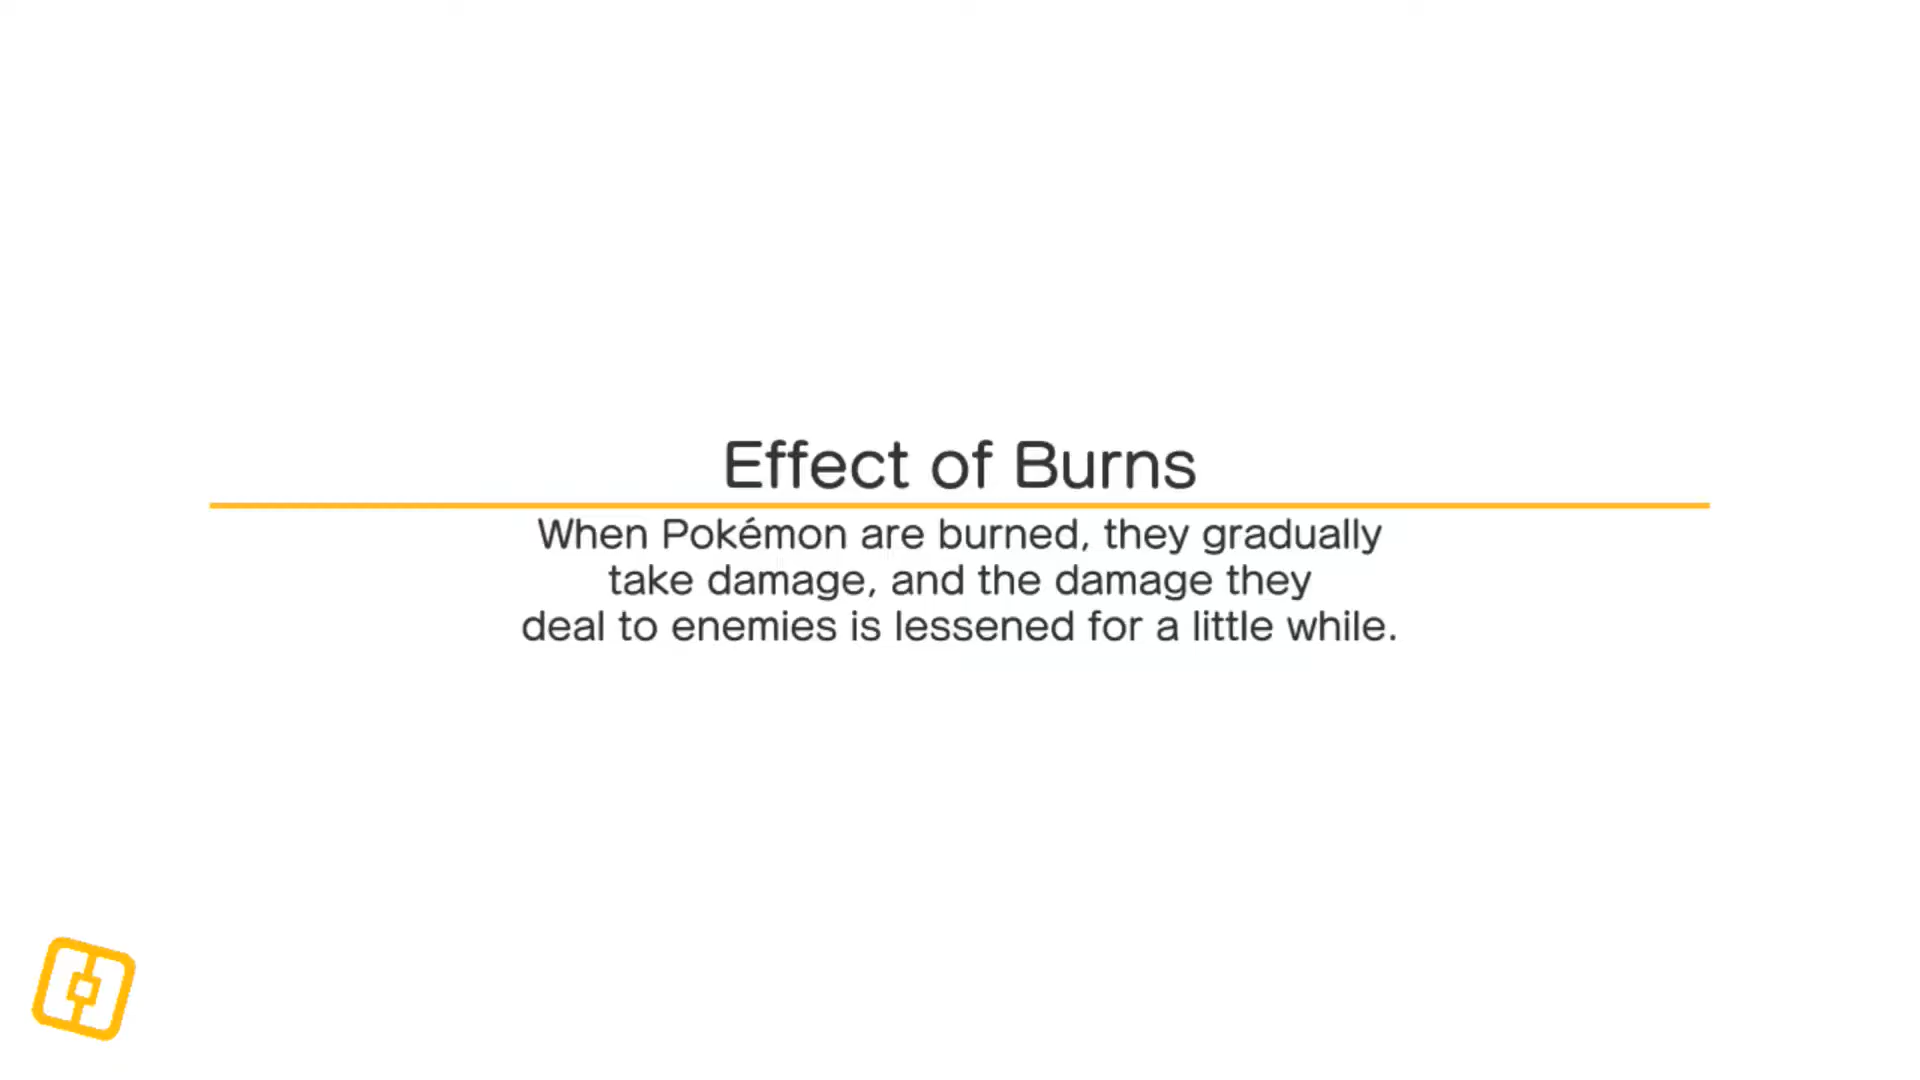 Effect of Burns
When Pokémon are burned, they gradually
take damage, and the damage they
deal to enemies is lessened for a little while.